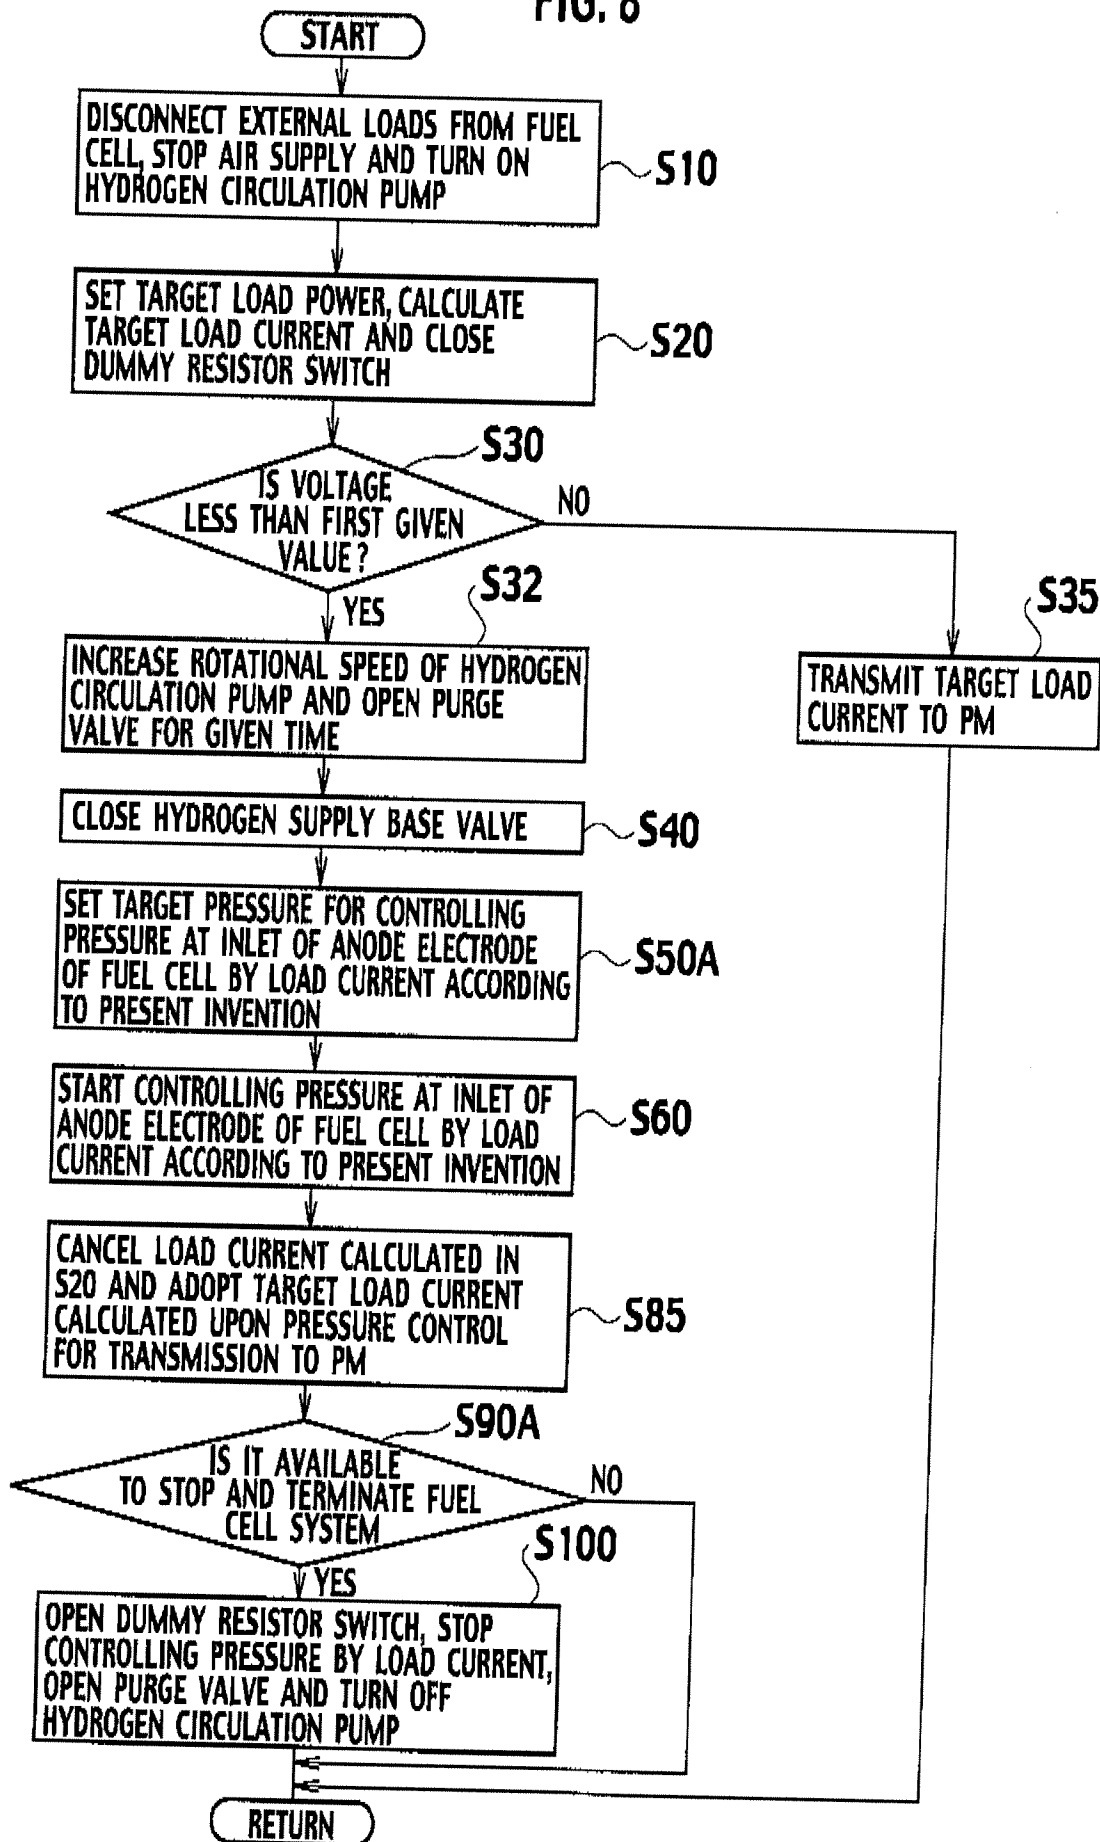 FIG. 8
START
DISCONNECT EXTERNAL LOADS FROM FUEL
CELL, STOP AIR SUPPLY AND TURN ON
HYDROGEN CIRCULATION PUMP
S10
SET TARGET LOAD POWER, CALCULATE
TARGET LOAD CURRENT AND CLOSE
DUMMY RESISTOR SWITCH
S20
S30
IS VOLTAGE
LESS THAN FIRST GIVEN
VALUE?
NO
YES
S32
S35
INCREASE ROTATIONAL SPEED OF HYDROGEN
CIRCULATION PUMP AND OPEN PURGE
VALVE FOR GIVEN TIME
TRANSMIT TARGET LOAD
CURRENT TO PM
CLOSE HYDROGEN SUPPLY BASE VALVE
S40
SET TARGET PRESSURE FOR CONTROLLING
PRESSURE AT INLET OF ANODE ELECTRODE
OF FUEL CELL BY LOAD CURRENT ACCORDING
TO PRESENT INVENTION
S50A
START CONTROLLING PRESSURE AT INLET OF
ANODE ELECTRODE OF FUEL CELL BY LOAD
CURRENT ACCORDING TO PRESENT INVENTION
S60
CANCEL LOAD CURRENT CALCULATED IN
S20 AND ADOPT TARGET LOAD CURRENT
CALCULATED UPON PRESSURE CONTROL
FOR TRANSMISSION TO PM
S85
S90A
IS IT AVAILABLE
TO STOP AND TERMINATE FUEL
CELL SYSTEM
NO
YES
S100
OPEN DUMMY RESISTOR SWITCH, STOP
CONTROLLING PRESSURE BY LOAD CURRENT,
OPEN PURGE VALVE AND TURN OFF
HYDROGEN CIRCULATION PUMP
RETURN